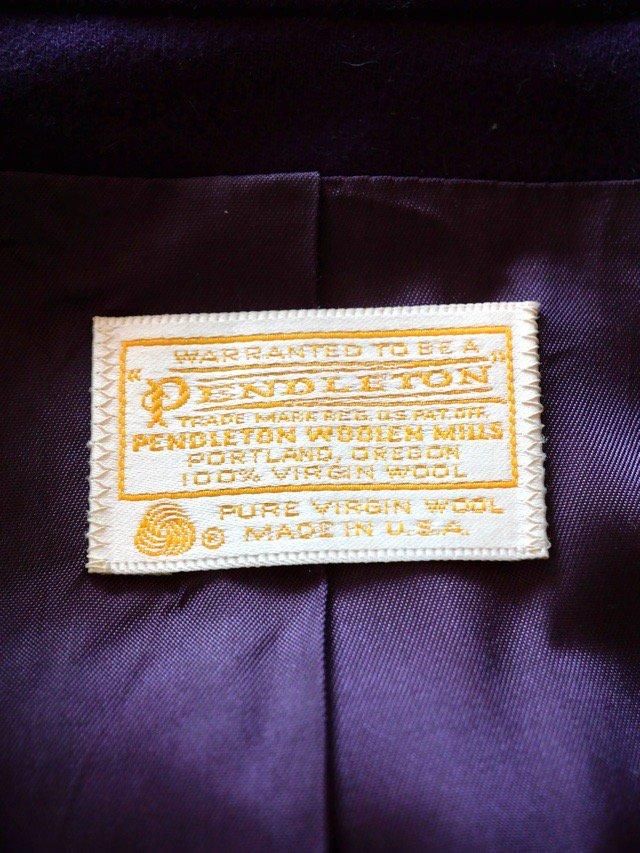 WARRANTED TO BE A
"PENDLETON"
TRADE MARK REG. U.S. PAT. OFF.
PENDLETON WOOLEN MILLS
PORTLAND, OREGON
100% VIRGIN WOOL
® PURE VIRGIN WOOL
MADE IN U.S.A.